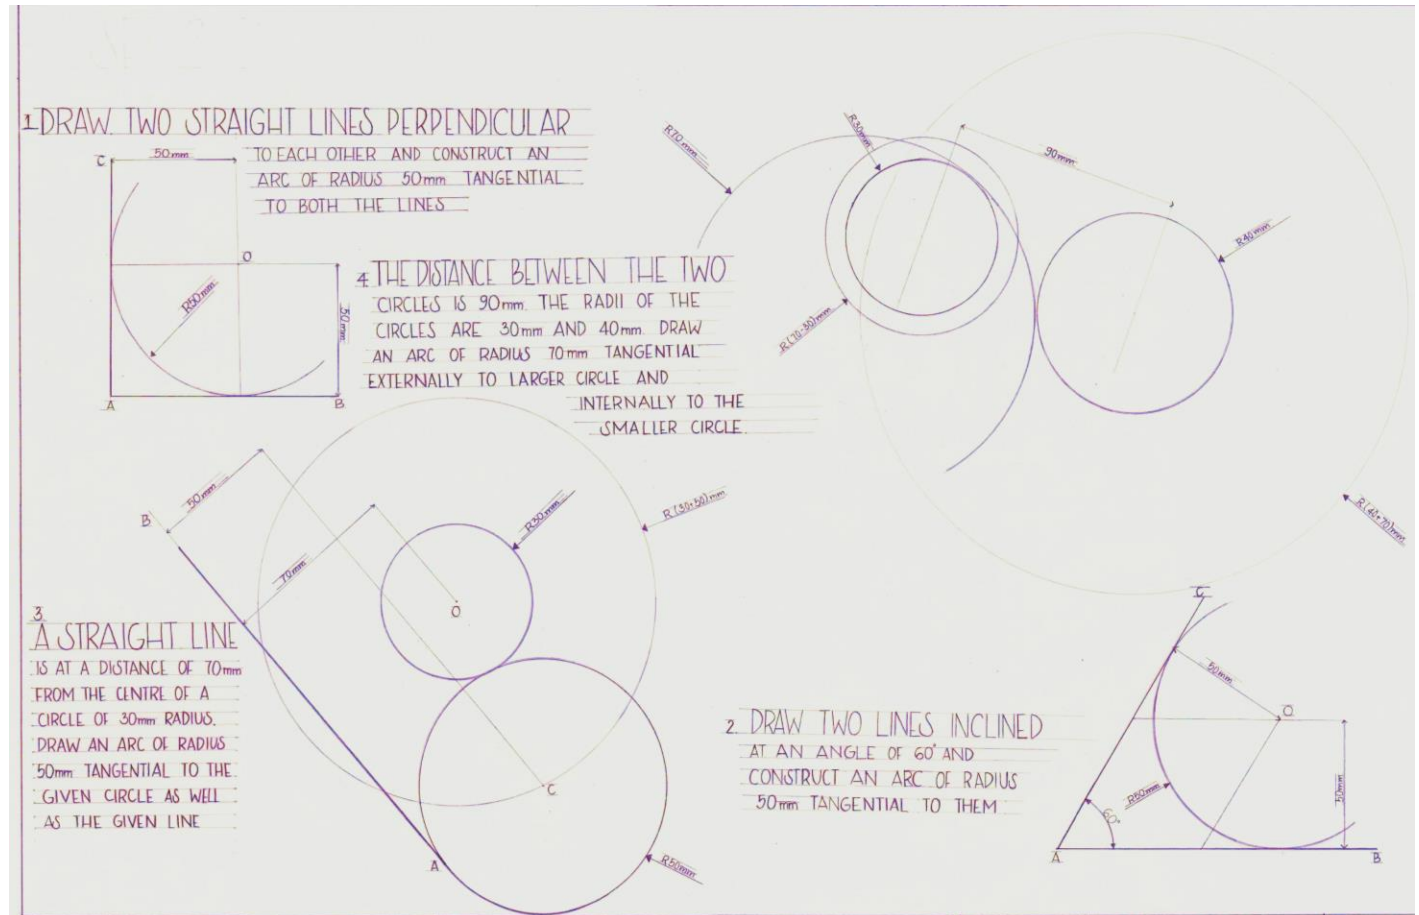 1. DRAW TWO STRAIGHT LINES PERPENDICULAR
TO EACH OTHER AND CONSTRUCT AN
ARC OF RADIUS 50mm TANGENTIAL
TO BOTH THE LINES
C
50mm
O
R50mm
50mm
A
B
4. THE DISTANCE BETWEEN THE TWO
CIRCLES IS 90mm. THE RADII OF THE
CIRCLES ARE 30mm AND 40mm. DRAW
AN ARC OF RADIUS 70mm TANGENTIAL
EXTERNALLY TO LARGER CIRCLE AND
INTERNALLY TO THE
SMALLER CIRCLE.
R70mm
R30mm
90mm
R40mm
R(70-30)mm
R(40+70)mm
3.
A STRAIGHT LINE
IS AT A DISTANCE OF 70mm
FROM THE CENTRE OF A
CIRCLE OF 30mm RADIUS.
DRAW AN ARC OF RADIUS
50mm TANGENTIAL TO THE
GIVEN CIRCLE AS WELL
AS THE GIVEN LINE
B
50mm
70mm
R30mm
R(30+50)mm
O
C
A
R50mm
2. DRAW TWO LINES INCLINED
AT AN ANGLE OF 60° AND
CONSTRUCT AN ARC OF RADIUS
50mm TANGENTIAL TO THEM
C
50mm
O
R50mm
50mm
60°
A
B